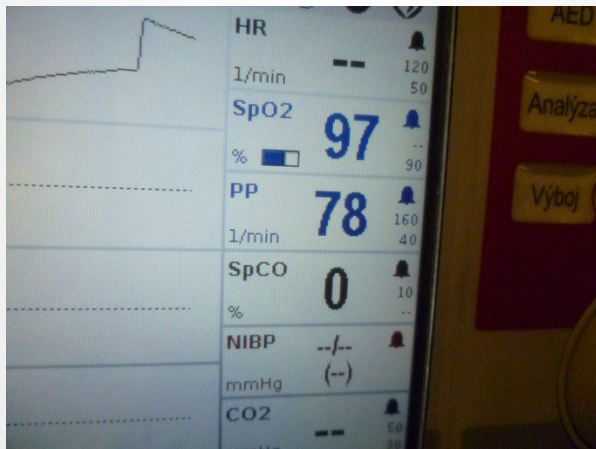 HR
--
120
1/min
50
SpO2
97
--
%
90
PP
78
160
1/min
40
SpCO
0
10
%
--
NIBP
--/--
mmHg
(--)
CO2
--
50
AED
Analýza
Výboj